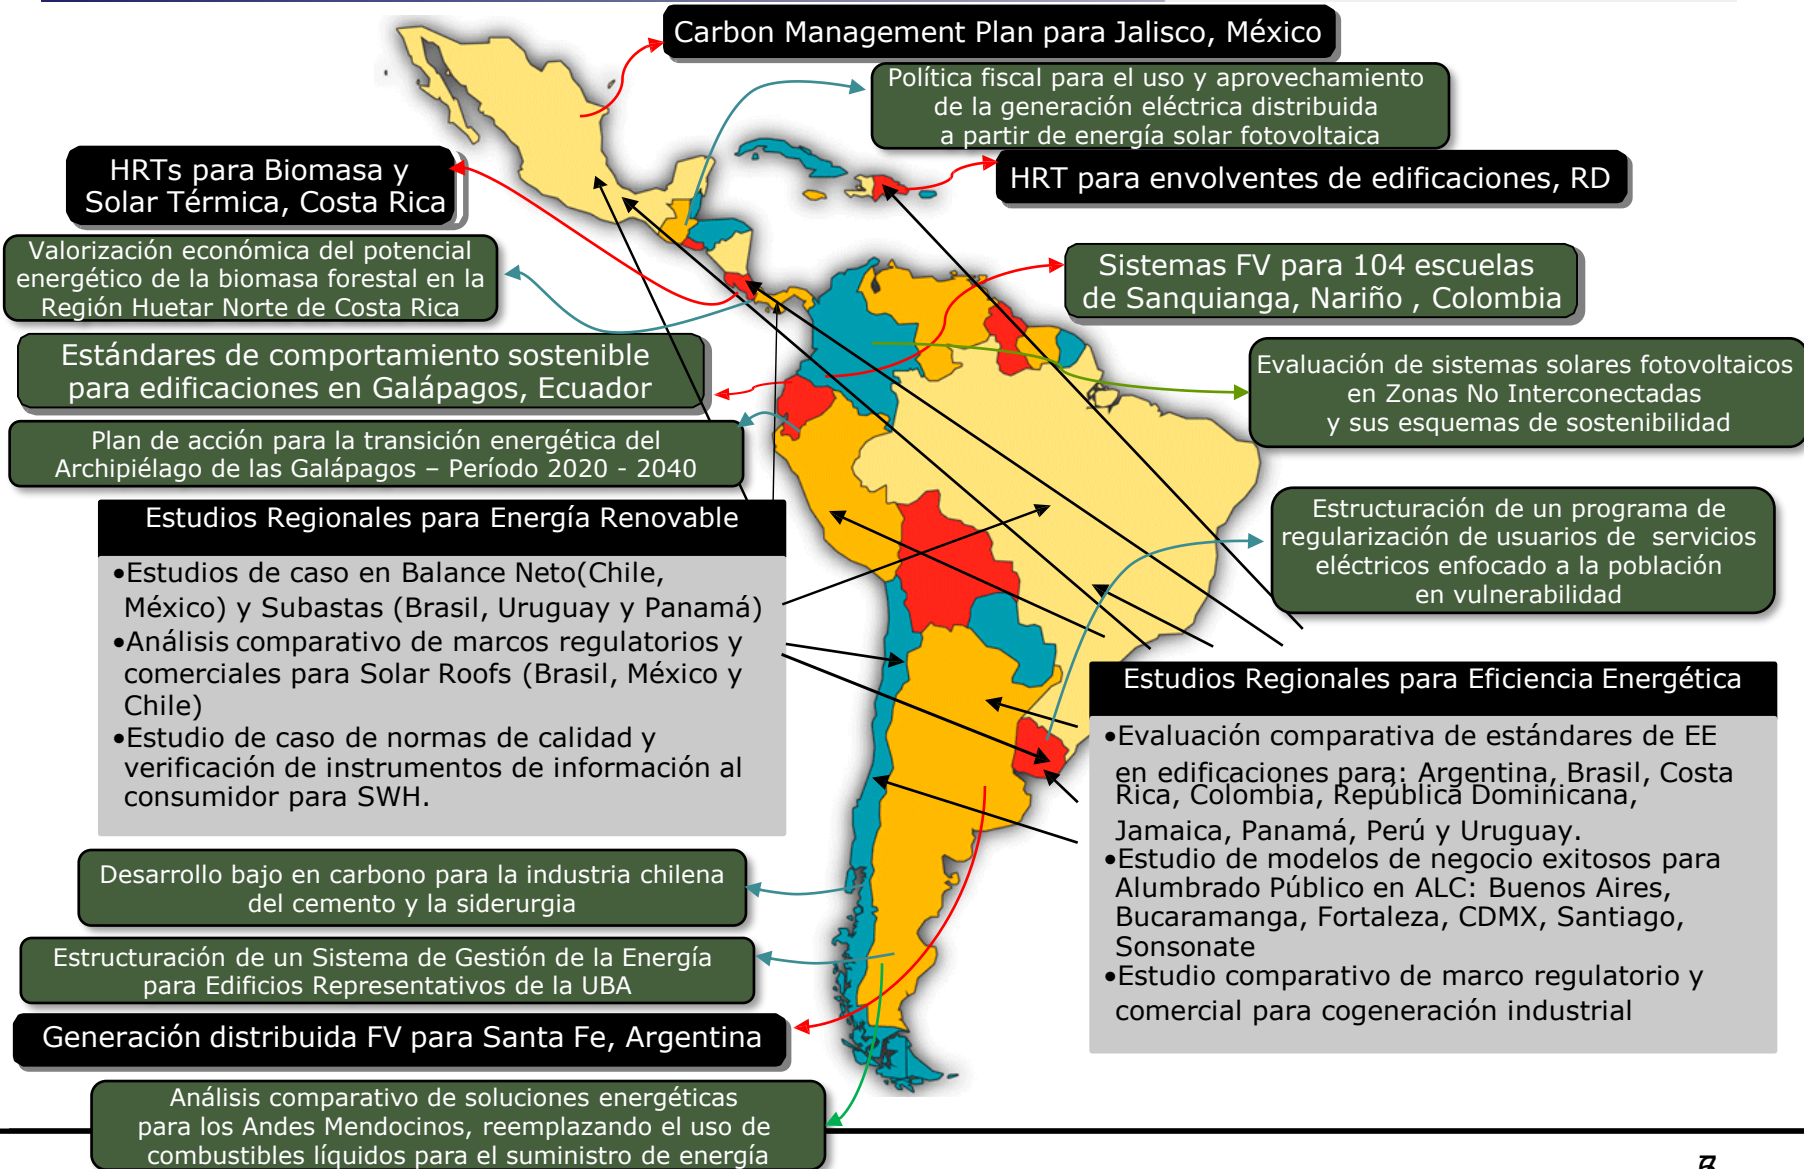 Carbon Management Plan para Jalisco, México
Política fiscal para el uso y aprovechamiento
de la generación eléctrica distribuida
a partir de energía solar fotovoltaica
HRTs para Biomasa y
Solar Térmica, Costa Rica
HRT para envolventes de edificaciones, RD
Valorización económica del potencial
energético de la biomasa forestal en la
Región Huetar Norte de Costa Rica
Sistemas FV para 104 escuelas
de Sanquianga, Nariño , Colombia
Estándares de comportamiento sostenible
para edificaciones en Galápagos, Ecuador
Evaluación de sistemas solares fotovoltaicos
en Zonas No Interconectadas
y sus esquemas de sostenibilidad
Plan de acción para la transición energética del
Archipiélago de las Galápagos – Período 2020 - 2040
Estudios Regionales para Energía Renovable
•Estudios de caso en Balance Neto(Chile,
México) y Subastas (Brasil, Uruguay y Panamá)
•Análisis comparativo de marcos regulatorios y
comerciales para Solar Roofs (Brasil, México y
Chile)
•Estudio de caso de normas de calidad y
verificación de instrumentos de información al
consumidor para SWH.
Estructuración de un programa de
regularización de usuarios de servicios
eléctricos enfocado a la población
en vulnerabilidad
Estudios Regionales para Eficiencia Energética
•Evaluación comparativa de estándares de EE
en edificaciones para: Argentina, Brasil, Costa
Rica, Colombia, República Dominicana,
Jamaica, Panamá, Perú y Uruguay.
•Estudio de modelos de negocio exitosos para
Alumbrado Público en ALC: Buenos Aires,
Bucaramanga, Fortaleza, CDMX, Santiago,
Sonsonate
•Estudio comparativo de marco regulatorio y
comercial para cogeneración industrial
Desarrollo bajo en carbono para la industria chilena
del cemento y la siderurgia
Estructuración de un Sistema de Gestión de la Energía
para Edificios Representativos de la UBA
Generación distribuida FV para Santa Fe, Argentina
Análisis comparativo de soluciones energéticas
para los Andes Mendocinos, reemplazando el uso de
combustibles líquidos para el suministro de energía